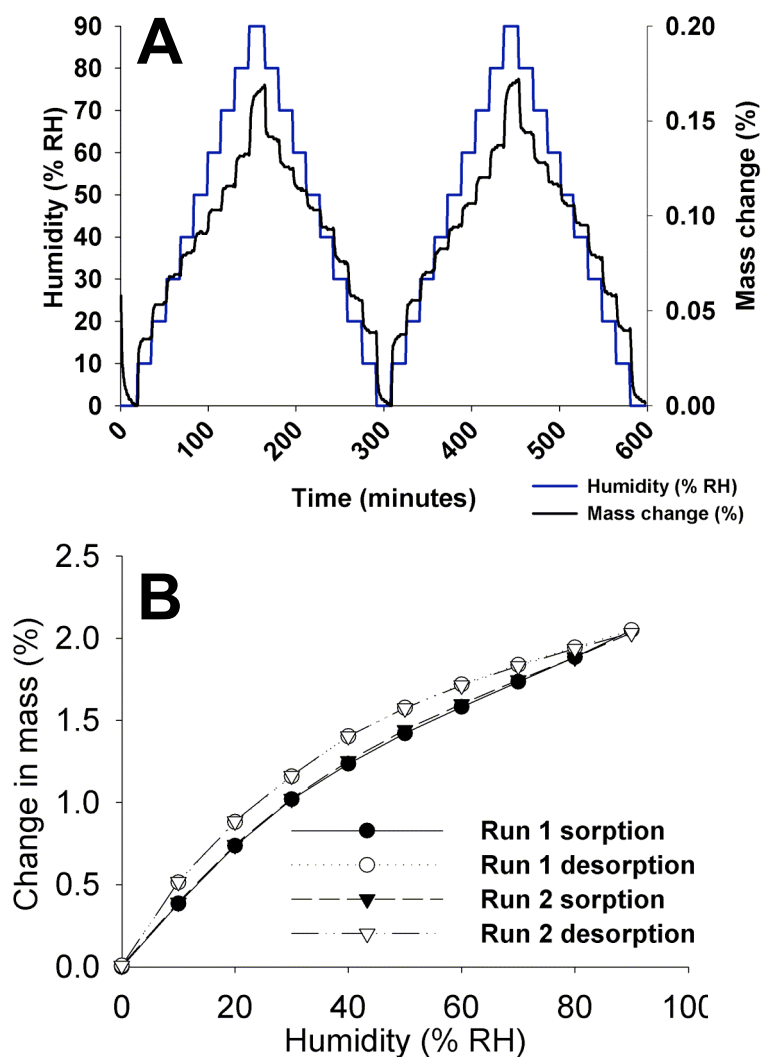 A
Humidity (% RH)
90
80
70
60
50
40
30
20
10
0
0.20
0.15
0.10
0.05
0.00
Mass change (%)
0
100
200
300
400
500
600
Time (minutes)
Humidity (% RH)
Mass change (%)
B
Change in mass (%)
2.5
2.0
1.5
1.0
0.5
0.0
Run 1 sorption
Run 1 desorption
Run 2 sorption
Run 2 desorption
0
20
40
60
80
100
Humidity (% RH)